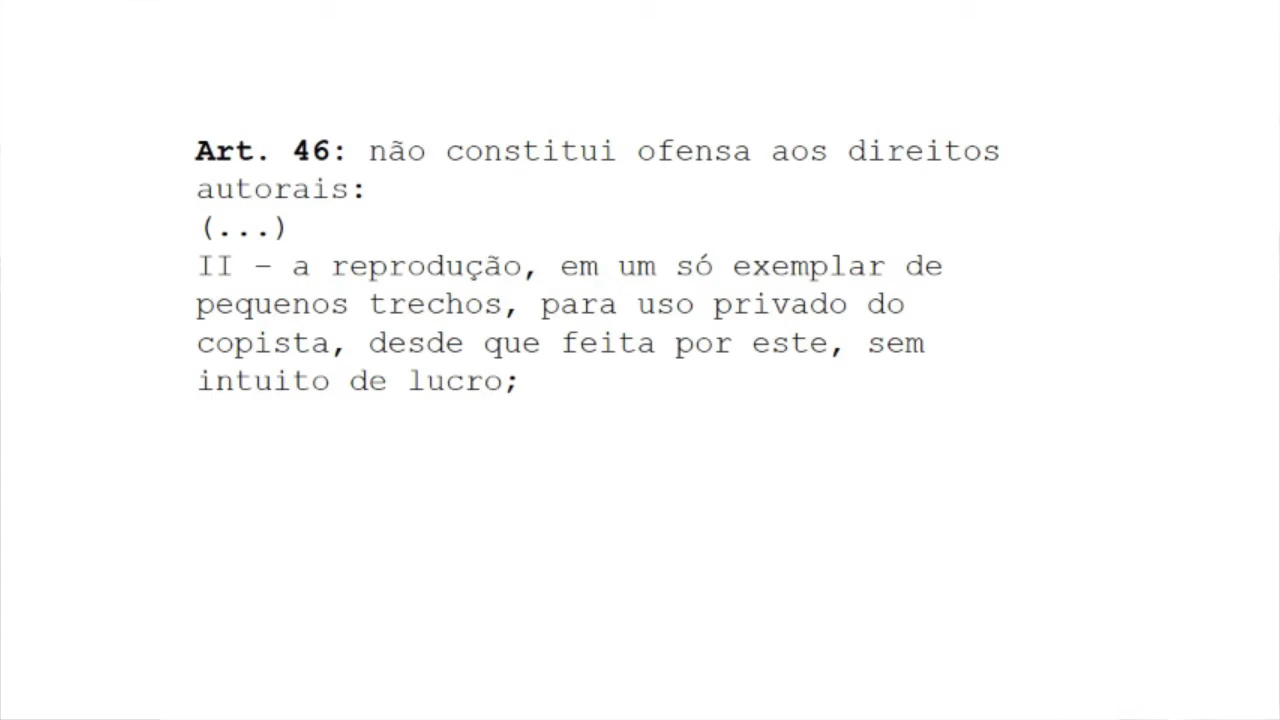 Art. 46: não constitui ofensa aos direitos
autorais:
(...)
II – a reprodução, em um só exemplar de
pequenos trechos, para uso privado do
copista, desde que feita por este, sem
intuito de lucro;